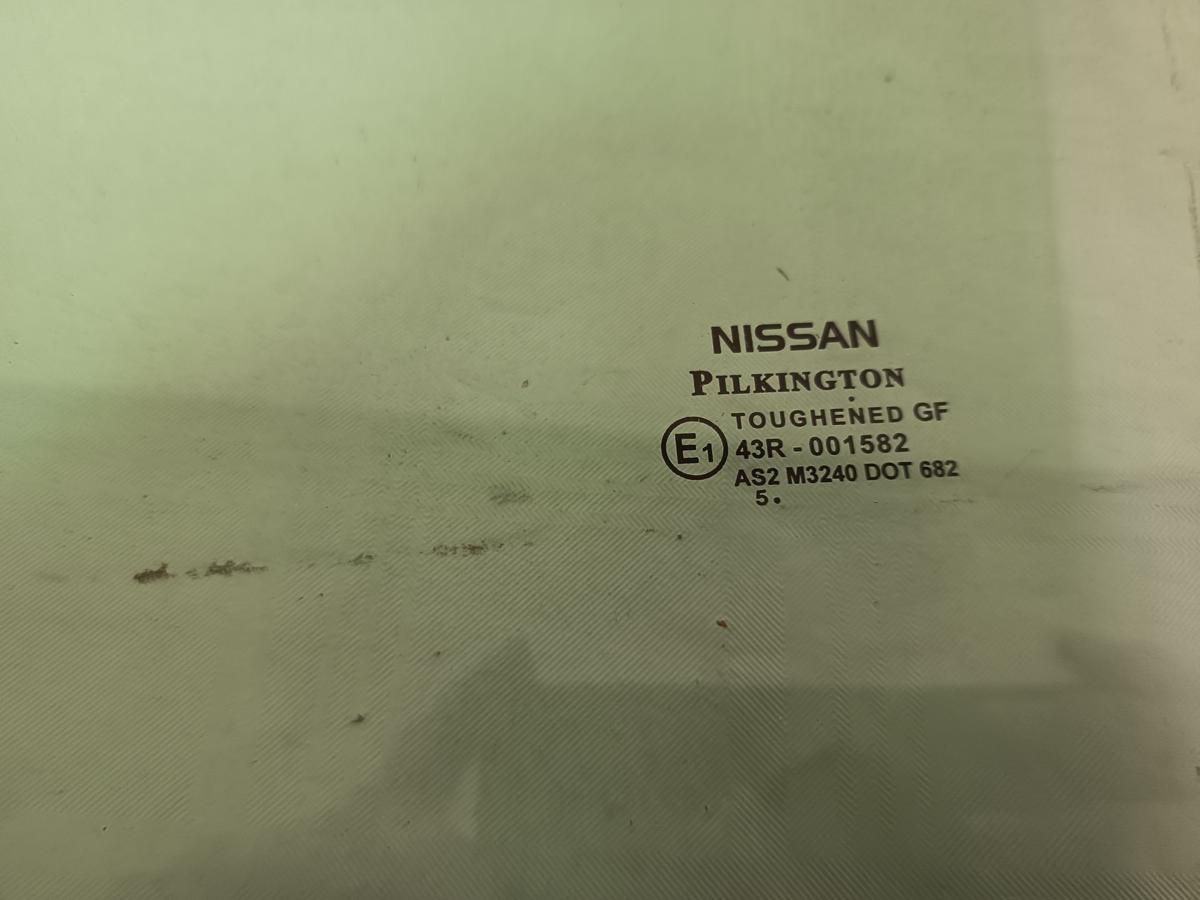 NISSAN
PILKINGTON
TOUGHENED GF
E1 43R - 001582
AS2 M3240 DOT 682
5.